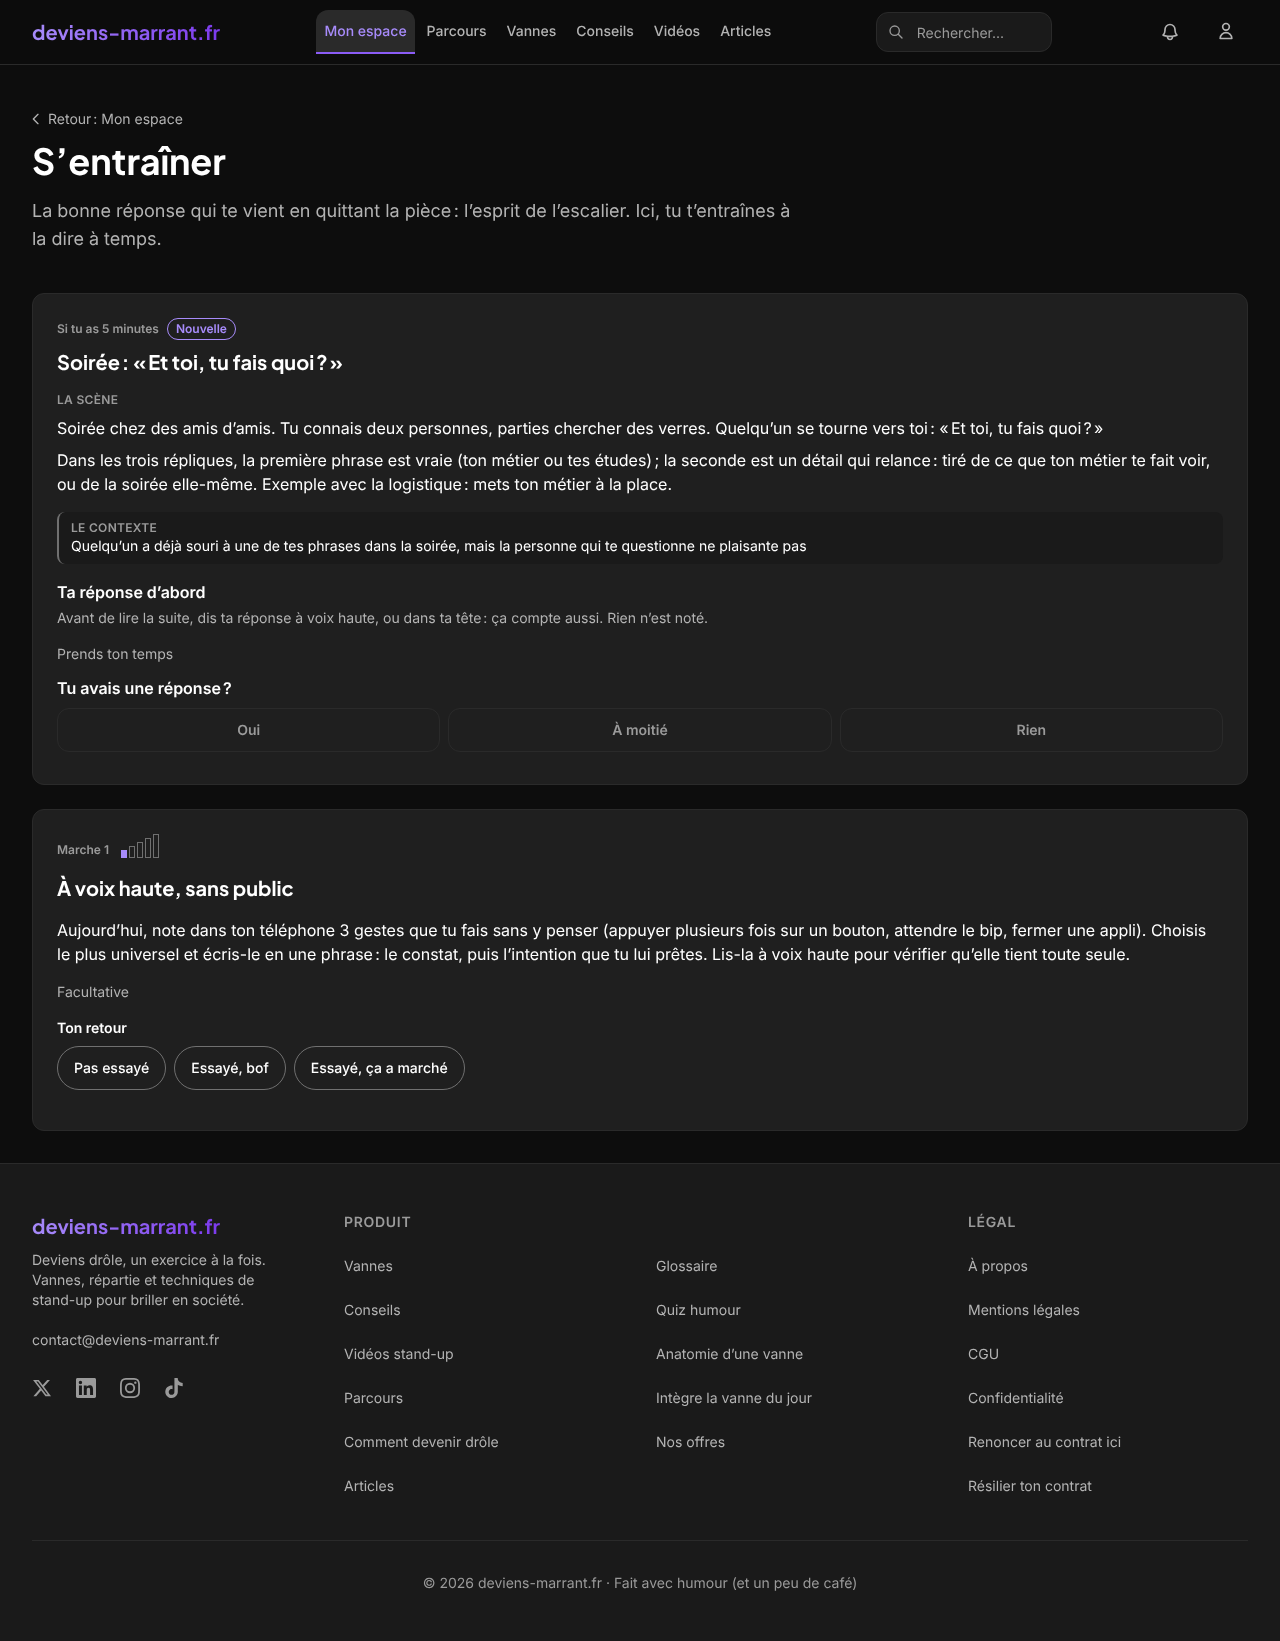 deviens-marrant.fr
Mon espace
Parcours
Vannes
Conseils
Vidéos
Articles
Rechercher...
Retour : Mon espace
S’entraîner
La bonne réponse qui te vient en quittant la pièce : l’esprit de l’escalier. Ici, tu t’entraînes à
la dire à temps.
Si tu as 5 minutes
Nouvelle
Soirée : « Et toi, tu fais quoi ? »
LA SCÈNE
Soirée chez des amis d’amis. Tu connais deux personnes, parties chercher des verres. Quelqu’un se tourne vers toi : « Et toi, tu fais quoi ? »
Dans les trois répliques, la première phrase est vraie (ton métier ou tes études) ; la seconde est un détail qui relance : tiré de ce que ton métier te fait voir,
ou de la soirée elle-même. Exemple avec la logistique : mets ton métier à la place.
LE CONTEXTE
Quelqu’un a déjà souri à une de tes phrases dans la soirée, mais la personne qui te questionne ne plaisante pas
Ta réponse d’abord
Avant de lire la suite, dis ta réponse à voix haute, ou dans ta tête : ça compte aussi. Rien n’est noté.
Prends ton temps
Tu avais une réponse ?
Oui
À moitié
Rien
Marche 1
À voix haute, sans public
Aujourd’hui, note dans ton téléphone 3 gestes que tu fais sans y penser (appuyer plusieurs fois sur un bouton, attendre le bip, fermer une appli). Choisis
le plus universel et écris-le en une phrase : le constat, puis l’intention que tu lui prêtes. Lis-la à voix haute pour vérifier qu’elle tient toute seule.
Facultative
Ton retour
Pas essayé
Essayé, bof
Essayé, ça a marché
deviens-marrant.fr
Deviens drôle, un exercice à la fois.
Vannes, répartie et techniques de
stand-up pour briller en société.
contact@deviens-marrant.fr
PRODUIT
Vannes
Conseils
Vidéos stand-up
Parcours
Comment devenir drôle
Articles
Glossaire
Quiz humour
Anatomie d’une vanne
Intègre la vanne du jour
Nos offres
LÉGAL
À propos
Mentions légales
CGU
Confidentialité
Renoncer au contrat ici
Résilier ton contrat
© 2026 deviens-marrant.fr · Fait avec humour (et un peu de café)